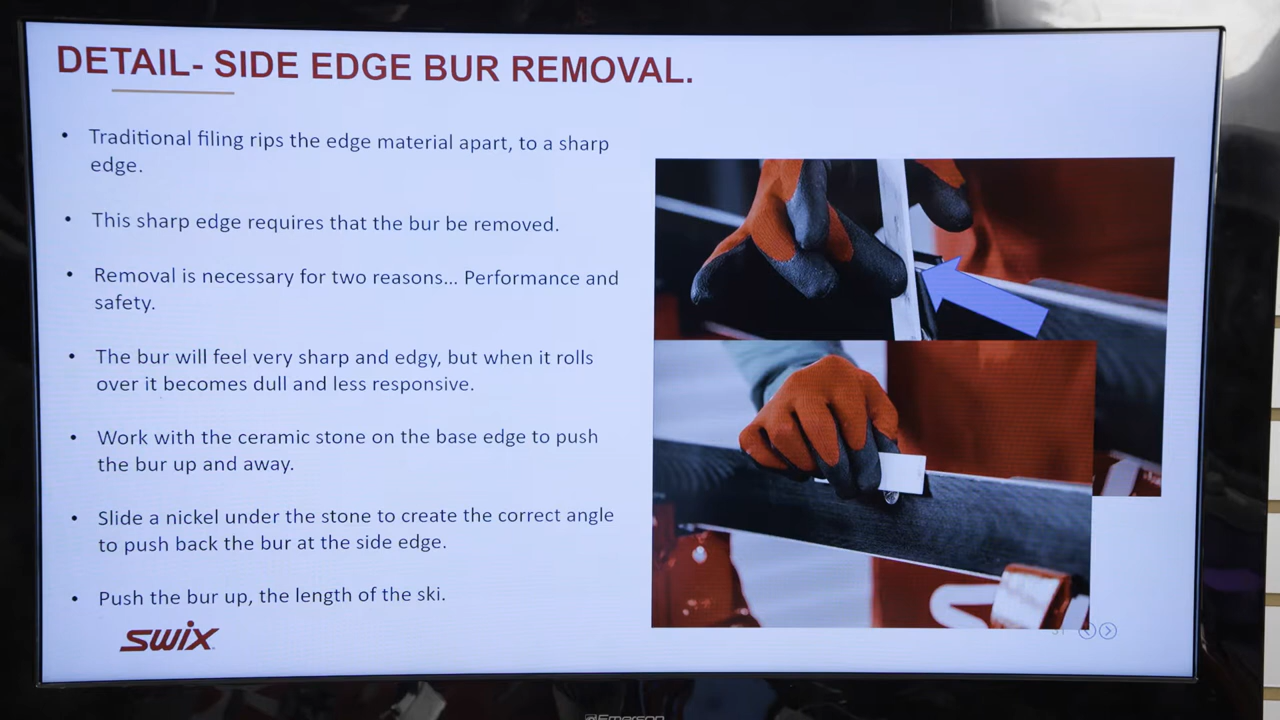 DETAIL- SIDE EDGE BUR REMOVAL.
• Traditional filing rips the edge material apart, to a sharp
edge.
• This sharp edge requires that the bur be removed.
• Removal is necessary for two reasons... Performance and
safety.
• The bur will feel very sharp and edgy, but when it rolls
over it becomes dull and less responsive.
• Work with the ceramic stone on the base edge to push
the bur up and away.
• Slide a nickel under the stone to create the correct angle
to push back the bur at the side edge.
• Push the bur up, the length of the ski.
SWIX
Emerson